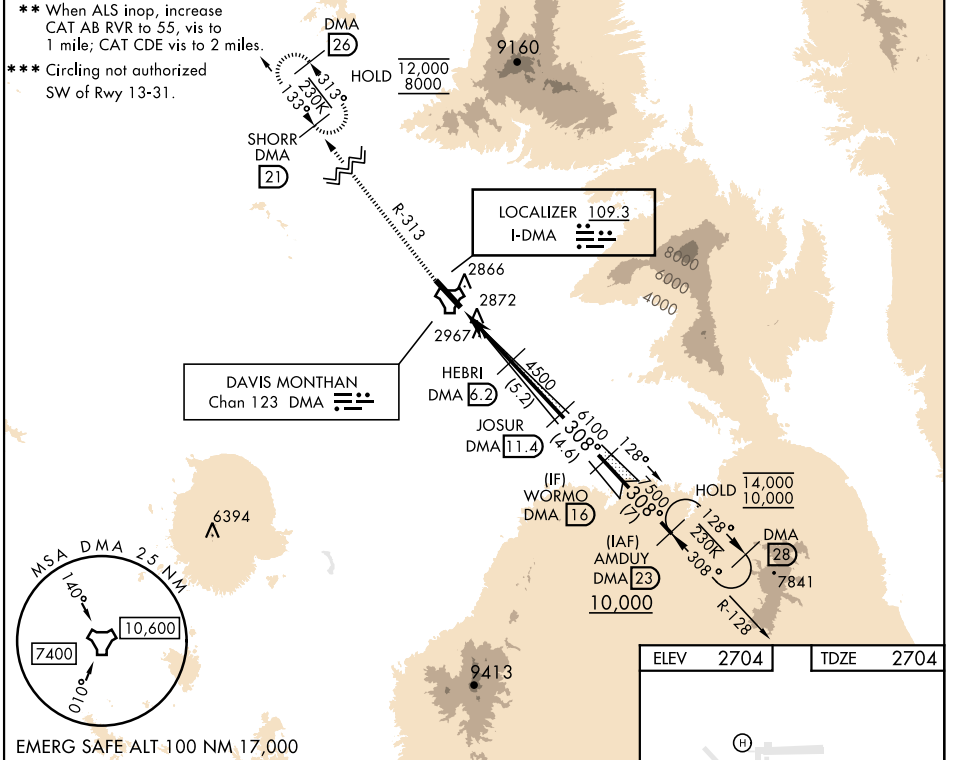 ** When ALS inop, increase
CAT AB RVR to 55, vis to
1 mile; CAT CDE vis to 2 miles.
*** Circling not authorized
SW of Rwy 13-31.
DMA
26
HOLD 12,000
8000
313°
230K
133°
9160
SHORR
DMA
21
R-313
LOCALIZER 109.3
I-DMA
8000
6000
4000
2866
2872
2967
DAVIS MONTHAN
Chan 123 DMA
HEBRI
DMA 6.2
4500
(5.2)
JOSUR
DMA 11.4
6100
308°
(4.6)
128°
(IF)
WORMO
DMA 16
7500
308°
(7)
HOLD 14,000
10,000
128°
230K
308°
DMA
28
7841
(IAF)
AMDUY
DMA 23
10,000
R-128
6394
MSA DMA 25 NM
140°
10,600
7400
010°
9413
EMERG SAFE ALT 100 NM 17,000
ELEV 2704
TDZE 2704
H